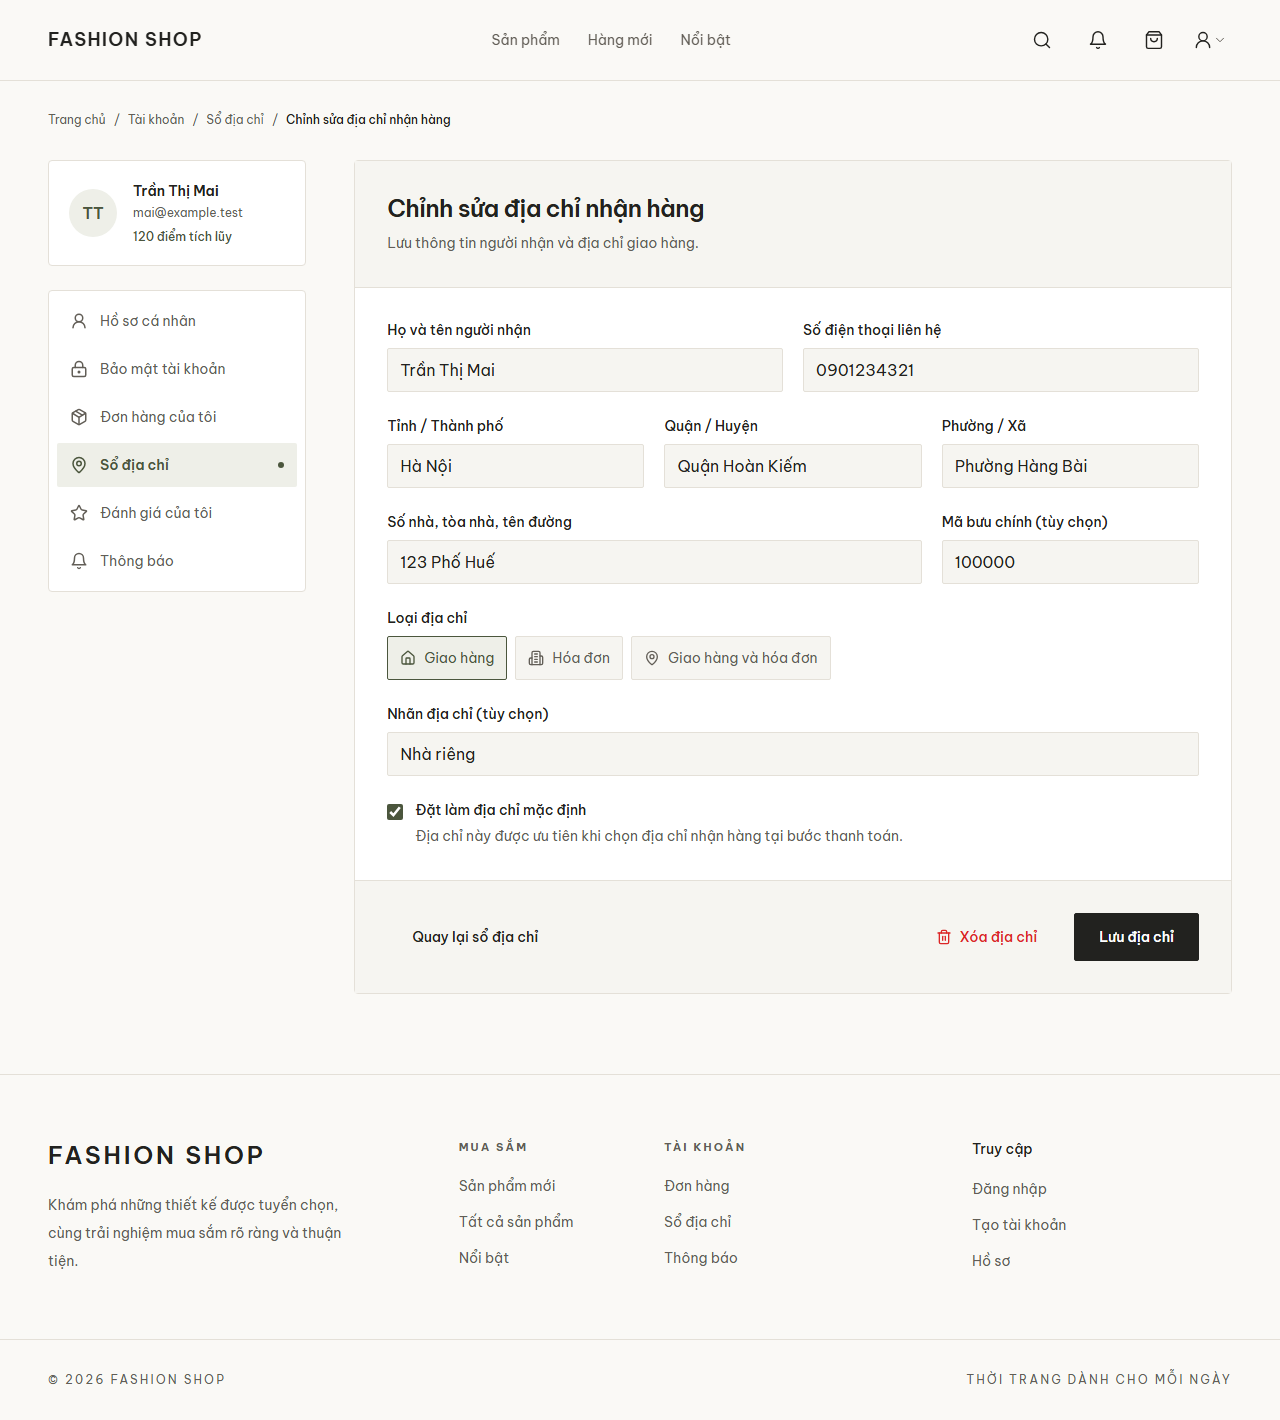 FASHION SHOP
Sản phẩm
Hàng mới
Nổi bật
Trang chủ / Tài khoản / Sổ địa chỉ / Chỉnh sửa địa chỉ nhận hàng
TT
Trần Thị Mai
mai@example.test
120 điểm tích lũy
Hồ sơ cá nhân
Bảo mật tài khoản
Đơn hàng của tôi
Sổ địa chỉ
Đánh giá của tôi
Thông báo
Chỉnh sửa địa chỉ nhận hàng
Lưu thông tin người nhận và địa chỉ giao hàng.
Họ và tên người nhận
Số điện thoại liên hệ
Trần Thị Mai
0901234321
Tỉnh / Thành phố
Quận / Huyện
Phường / Xã
Hà Nội
Quận Hoàn Kiếm
Phường Hàng Bài
Số nhà, tòa nhà, tên đường
Mã bưu chính (tùy chọn)
123 Phố Huế
100000
Loại địa chỉ
Giao hàng
Hóa đơn
Giao hàng và hóa đơn
Nhãn địa chỉ (tùy chọn)
Nhà riêng
Đặt làm địa chỉ mặc định
Địa chỉ này được ưu tiên khi chọn địa chỉ nhận hàng tại bước thanh toán.
Quay lại sổ địa chỉ
Xóa địa chỉ
Lưu địa chỉ
FASHION SHOP
Khám phá những thiết kế được tuyển chọn,
cùng trải nghiệm mua sắm rõ ràng và thuận
tiện.
MUA SẮM
Sản phẩm mới
Tất cả sản phẩm
Nổi bật
TÀI KHOẢN
Đơn hàng
Sổ địa chỉ
Thông báo
Truy cập
Đăng nhập
Tạo tài khoản
Hồ sơ
© 2026 FASHION SHOP
THỜI TRANG DÀNH CHO MỖI NGÀY